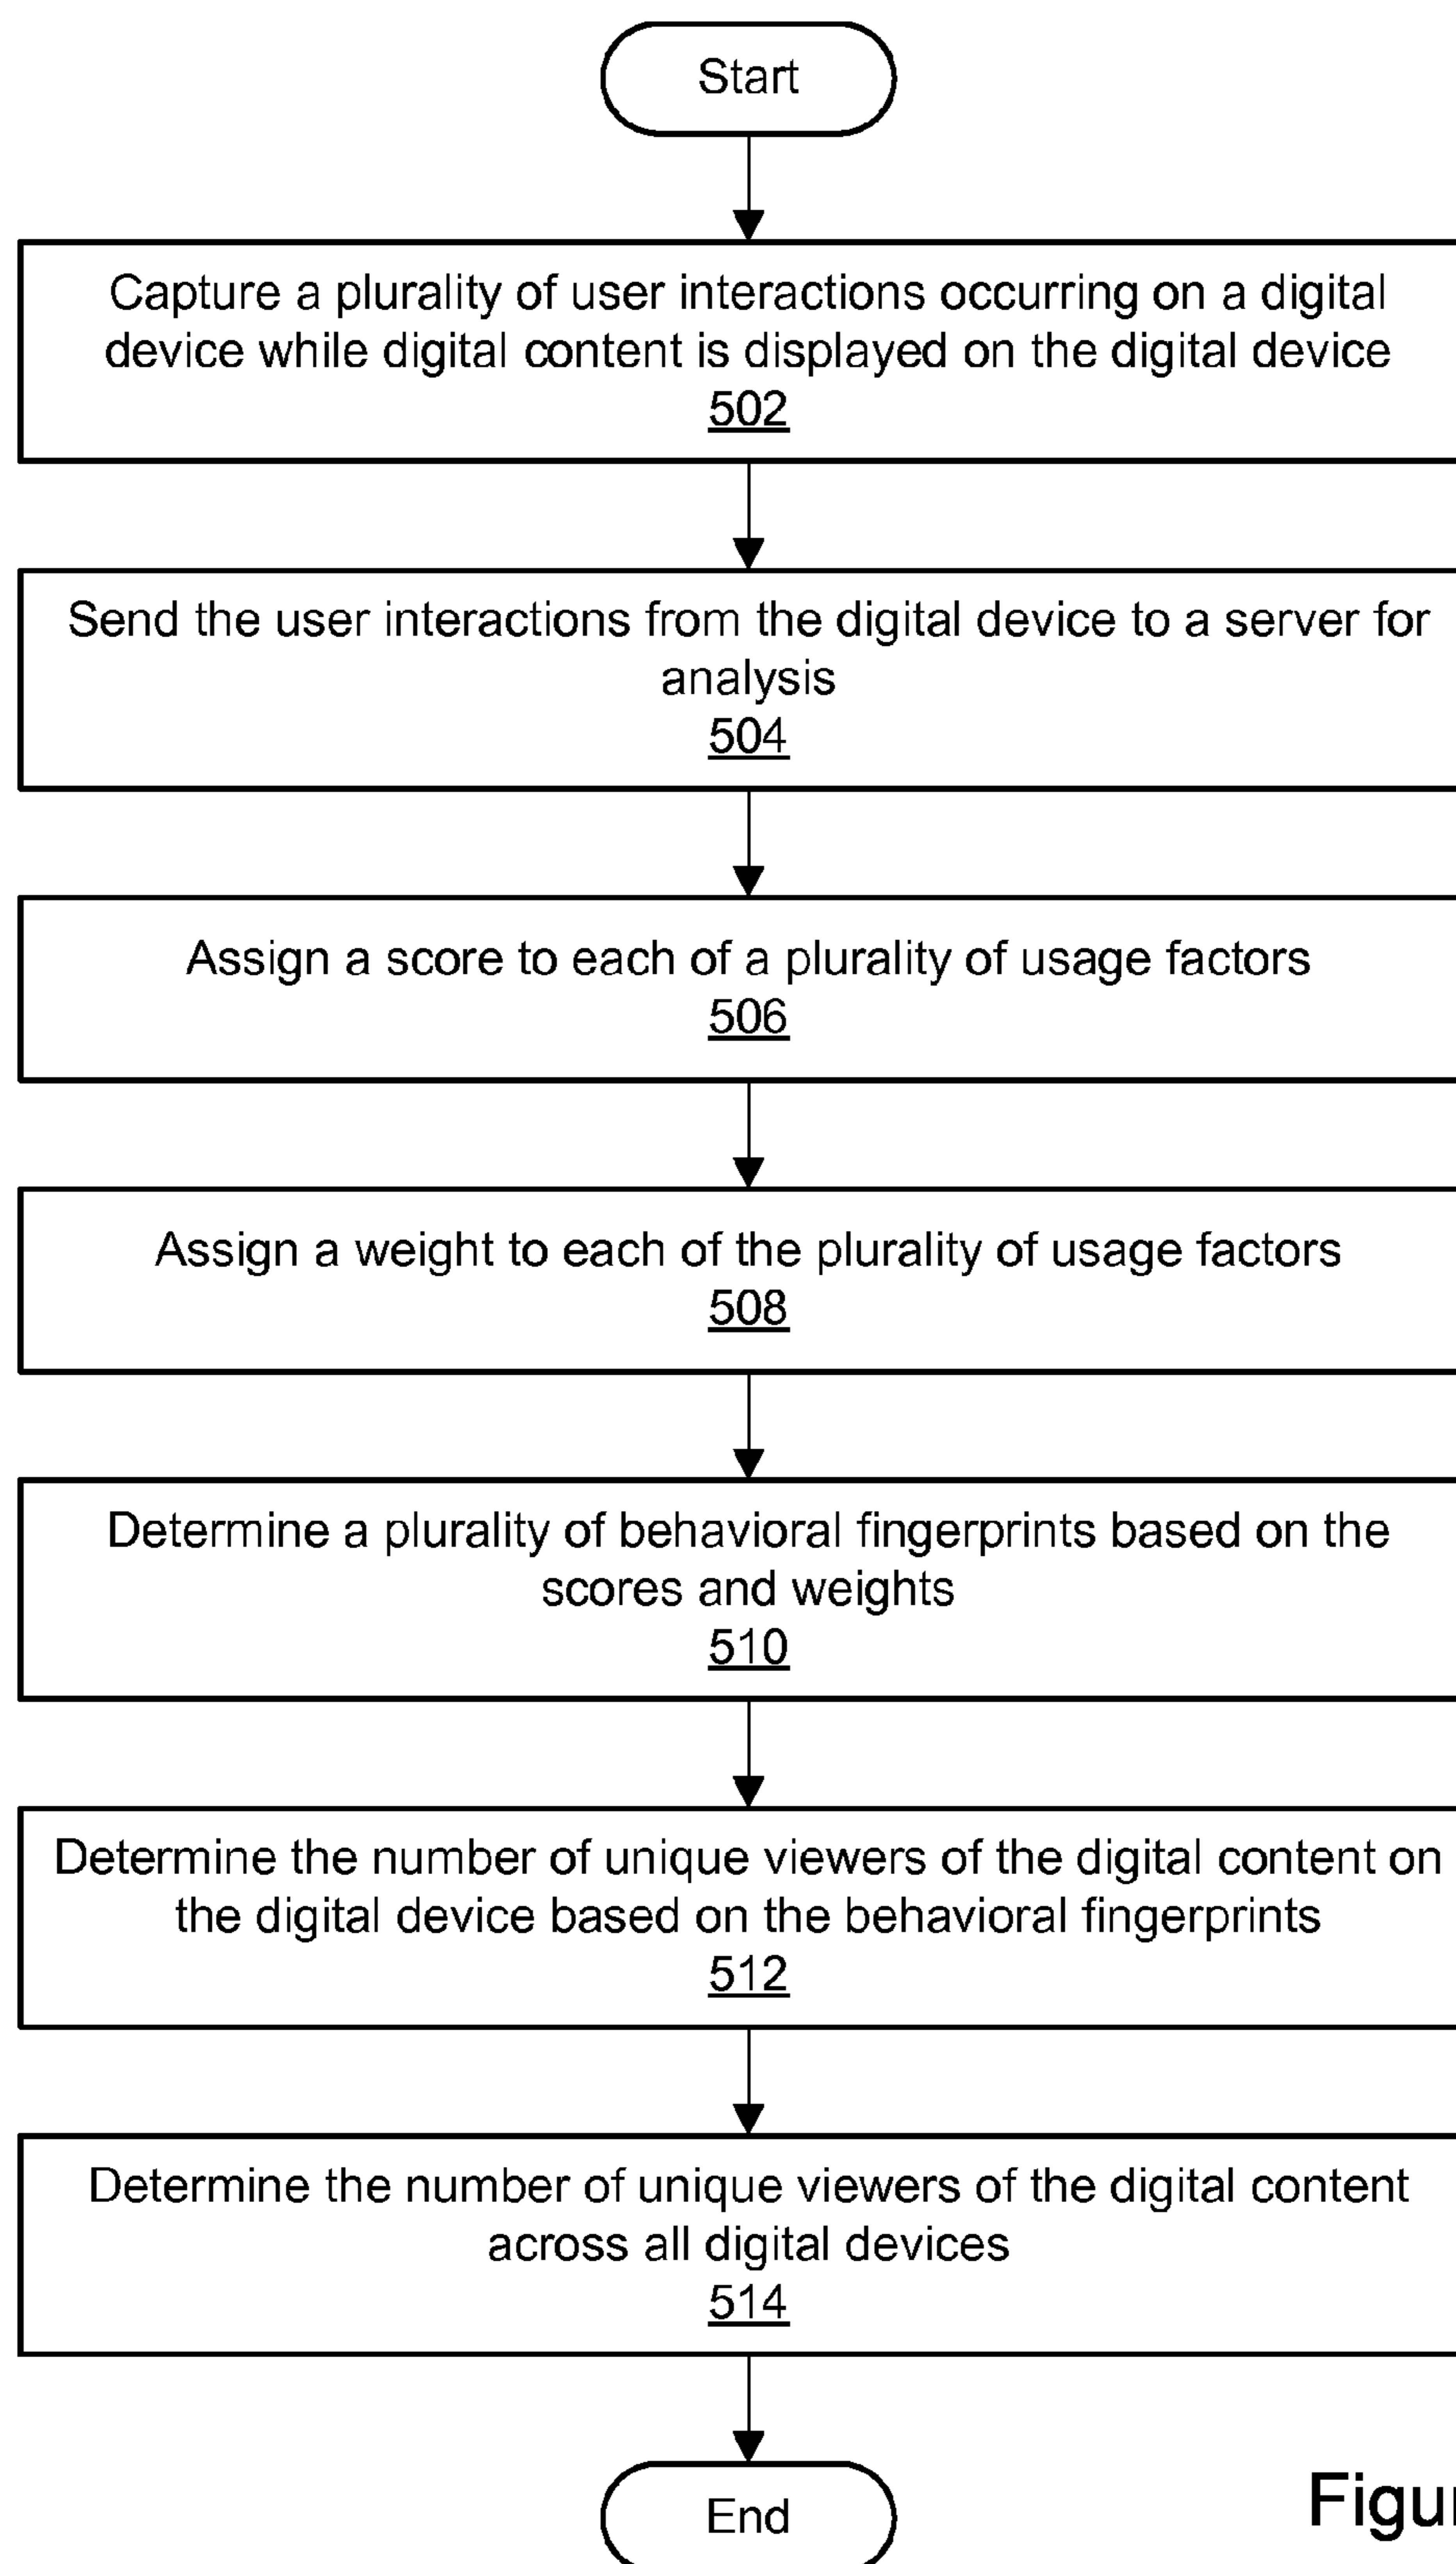 Start
Capture a plurality of user interactions occurring on a digital
device while digital content is displayed on the digital device
502
Send the user interactions from the digital device to a server for
analysis
504
Assign a score to each of a plurality of usage factors
506
Assign a weight to each of the plurality of usage factors
508
Determine a plurality of behavioral fingerprints based on the
scores and weights
510
Determine the number of unique viewers of the digital content on
the digital device based on the behavioral fingerprints
512
Determine the number of unique viewers of the digital content
across all digital devices
514
End